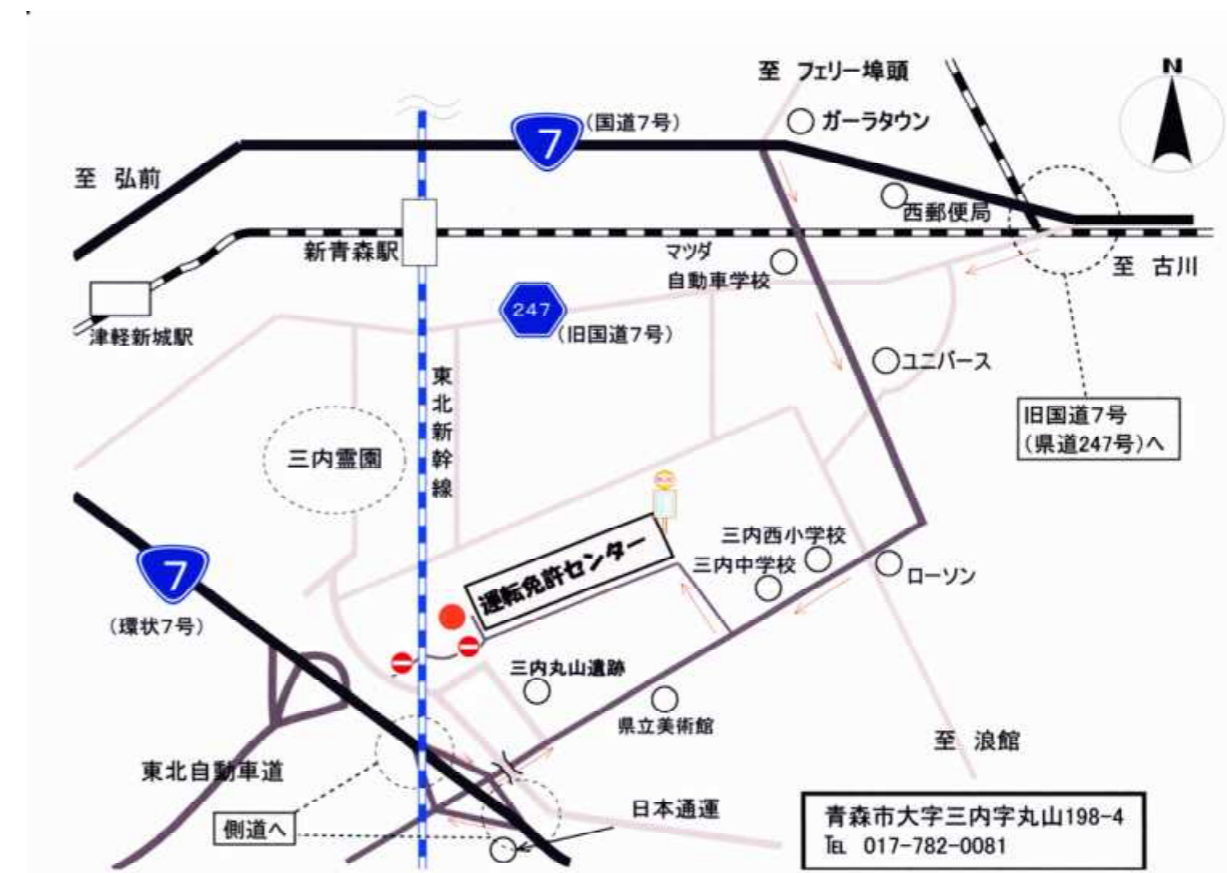 至 フェリー埠頭
N
7
(国道7号)
ガーラタウン
至 弘前
西郵便局
新青森駅
マツダ
自動車学校
至 古川
247
(旧国道7号)
津軽新城駅
ユニバース
東北新幹線
旧国道7号
(県道247号)へ
三内霊園
三内西小学校
三内中学校
運転免許センター
ローソン
7
(環状7号)
三内丸山遺跡
県立美術館
至 浪館
東北自動車道
日本通運
側道へ
青森市大字三内字丸山198-4
℡ 017-782-0081